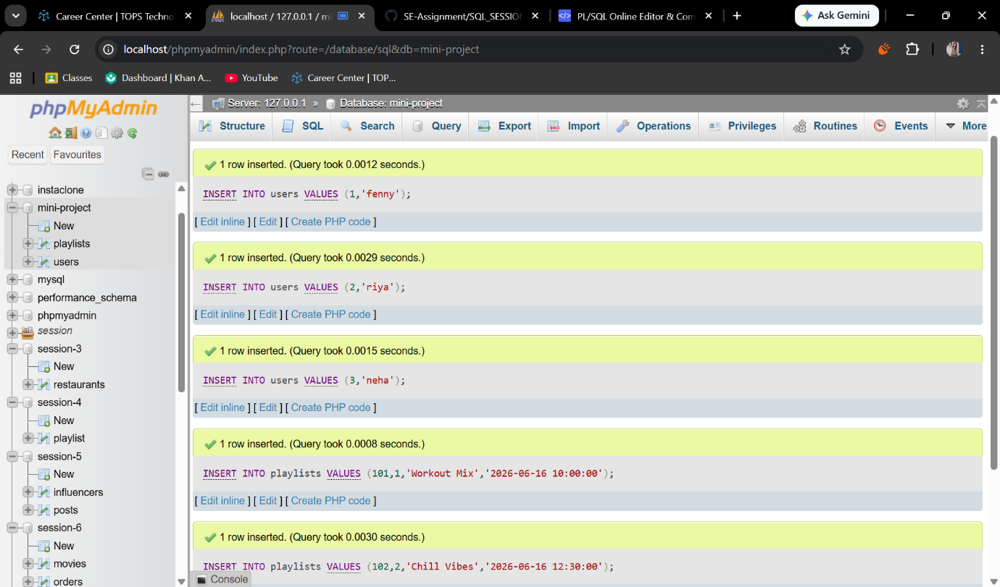 Career Center | TOPS Techno
localhost / 127.0.0.1 / mi
SE-Assignment/SQL_SESSION
PL/SQL Online Editor & Com
Ask Gemini
localhost/phpmyadmin/index.php?route=/database/sql&db=mini-project
Classes
Dashboard | Khan A...
YouTube
Career Center | TOP...
phpMyAdmin
Recent
Favourites
instaclone
mini-project
New
playlists
users
mysql
performance_schema
phpmyadmin
session
session-3
New
restaurants
session-4
New
playlist
session-5
New
influencers
posts
session-6
New
movies
orders
Server: 127.0.0.1 » Database: mini-project
Structure
SQL
Search
Query
Export
Import
Operations
Privileges
Routines
Events
More
1 row inserted. (Query took 0.0012 seconds.)
INSERT INTO users VALUES (1,'fenny');
[ Edit inline ] [ Edit ] [ Create PHP code ]
1 row inserted. (Query took 0.0029 seconds.)
INSERT INTO users VALUES (2,'riya');
[ Edit inline ] [ Edit ] [ Create PHP code ]
1 row inserted. (Query took 0.0015 seconds.)
INSERT INTO users VALUES (3,'neha');
[ Edit inline ] [ Edit ] [ Create PHP code ]
1 row inserted. (Query took 0.0008 seconds.)
INSERT INTO playlists VALUES (101,1,'Workout Mix','2026-06-16 10:00:00');
[ Edit inline ] [ Edit ] [ Create PHP code ]
1 row inserted. (Query took 0.0030 seconds.)
INSERT INTO playlists VALUES (102,2,'Chill Vibes','2026-06-16 12:30:00');
Console